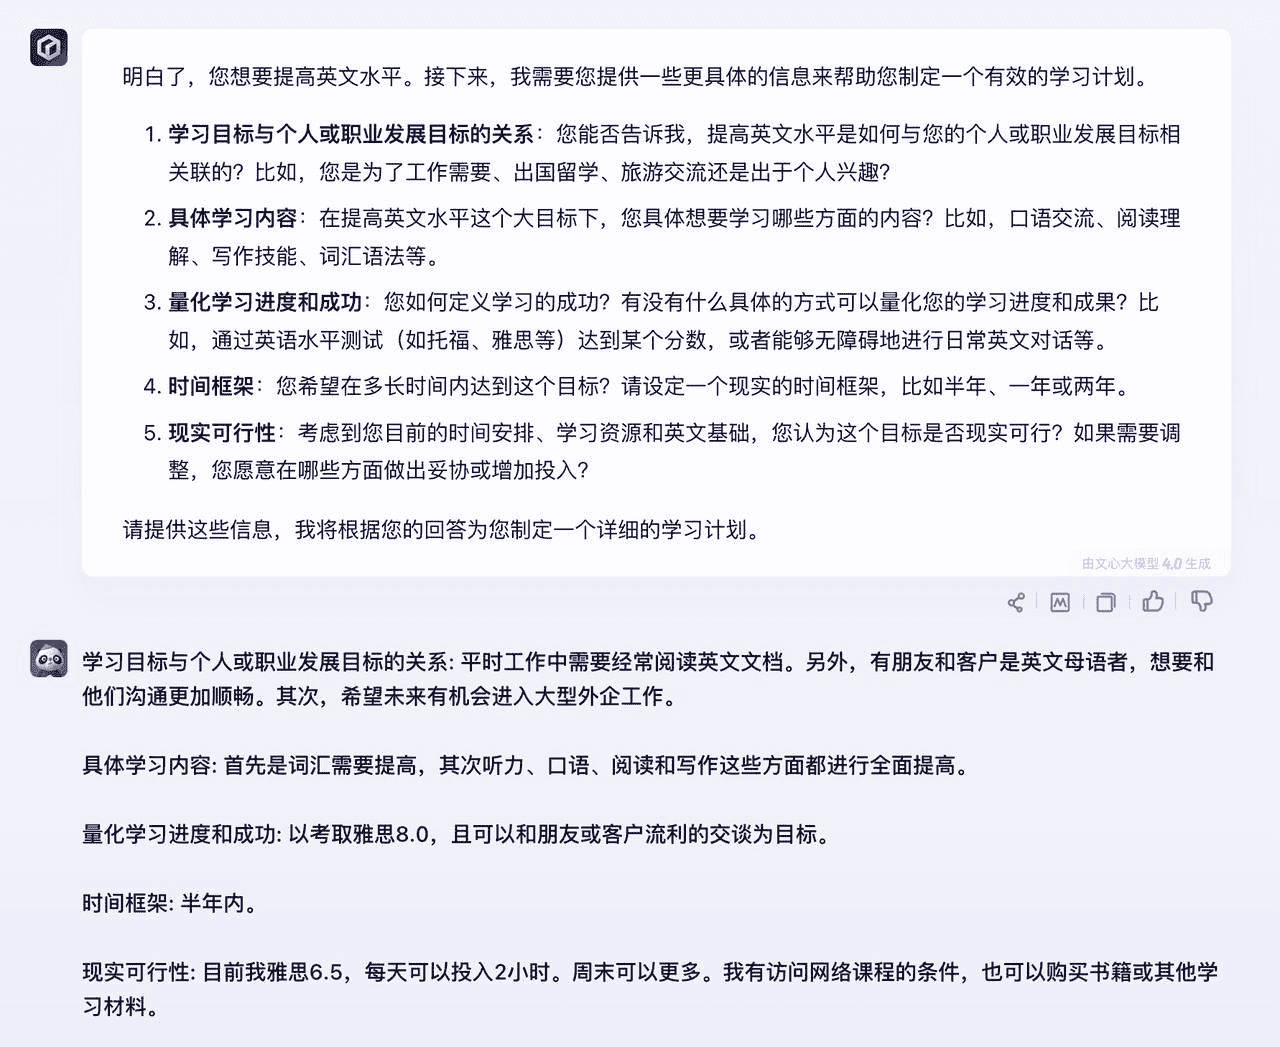 明白了，您想要提高英文水平。接下来，我需要您提供一些更具体的信息来帮助您制定一个有效的学习计划。
1. 学习目标与个人或职业发展目标的关系：您能否告诉我，提高英文水平是如何与您的个人或职业发展目标相
关联的？比如，您是为了工作需要、出国留学、旅游交流还是出于个人兴趣？
2. 具体学习内容：在提高英文水平这个大目标下，您具体想要学习哪些方面的内容？比如，口语交流、阅读理
解、写作技能、词汇语法等。
3. 量化学习进度和成功：您如何定义学习的成功？有没有什么具体的方式可以量化您的学习进度和成果？比
如，通过英语水平测试（如托福、雅思等）达到某个分数，或者能够无障碍地进行日常英文对话等。
4. 时间框架：您希望在多长时间内达到这个目标？请设定一个现实的时间框架，比如半年、一年或两年。
5. 现实可行性：考虑到您目前的时间安排、学习资源和英文基础，您认为这个目标是否现实可行？如果需要调
整，您愿意在哪些方面做出妥协或增加投入？
请提供这些信息，我将根据您的回答为您制定一个详细的学习计划。
由文心大模型 4.0 生成
学习目标与个人或职业发展目标的关系: 平时工作中需要经常阅读英文文档。另外，有朋友和客户是英文母语者，想要和
他们沟通更加顺畅。其次，希望未来有机会进入大型外企工作。
具体学习内容: 首先是词汇需要提高，其次听力、口语、阅读和写作这些方面都进行全面提高。
量化学习进度和成功: 以考取雅思8.0，且可以和朋友或客户流利的交谈为目标。
时间框架: 半年内。
现实可行性: 目前我雅思6.5，每天可以投入2小时。周末可以更多。我有访问网络课程的条件，也可以购买书籍或其他学
习材料。